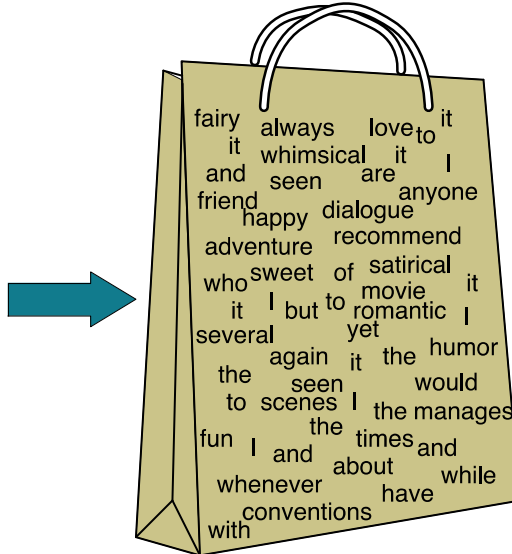 fairy always love to it
it whimsical it I
and seen are anyone
friend happy dialogue
adventure recommend
who sweet of satirical it
it I but to movie romantic I
several yet
again it the humor
the seen would
to scenes I the manages
fun I and the times and
about while
whenever have
with conventions